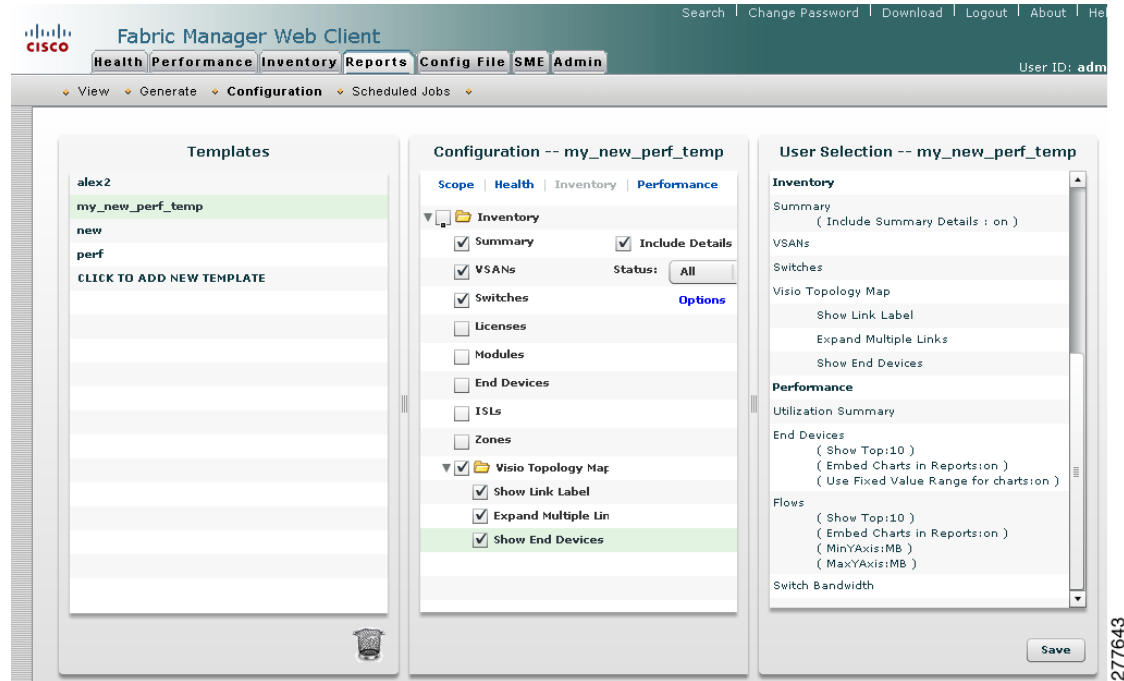 Search | Change Password | Download | Logout | About | Hel
CISCO
Fabric Manager Web Client
Health Performance Inventory Reports Config File SME Admin
User ID: adm
View Generate Configuration Scheduled Jobs
Templates
alex2
my_new_perf_temp
new
perf
CLICK TO ADD NEW TEMPLATE
Configuration -- my_new_perf_temp
Scope | Health | Inventory | Performance
Inventory
Summary Include Details
VSANs Status: All
Switches Options
Licenses
Modules
End Devices
ISLs
Zones
Visio Topology Map
Show Link Label
Expand Multiple Lin
Show End Devices
User Selection -- my_new_perf_temp
Inventory
Summary
( Include Summary Details : on )
VSANs
Switches
Visio Topology Map
Show Link Label
Expand Multiple Links
Show End Devices
Performance
Utilization Summary
End Devices
( Show Top:10 )
( Embed Charts in Reports:on )
( Use Fixed Value Range for charts:on )
Flows
( Show Top:10 )
( Embed Charts in Reports:on )
( MinYAxis:MB )
( MaxYAxis:MB )
Switch Bandwidth
Save
277643